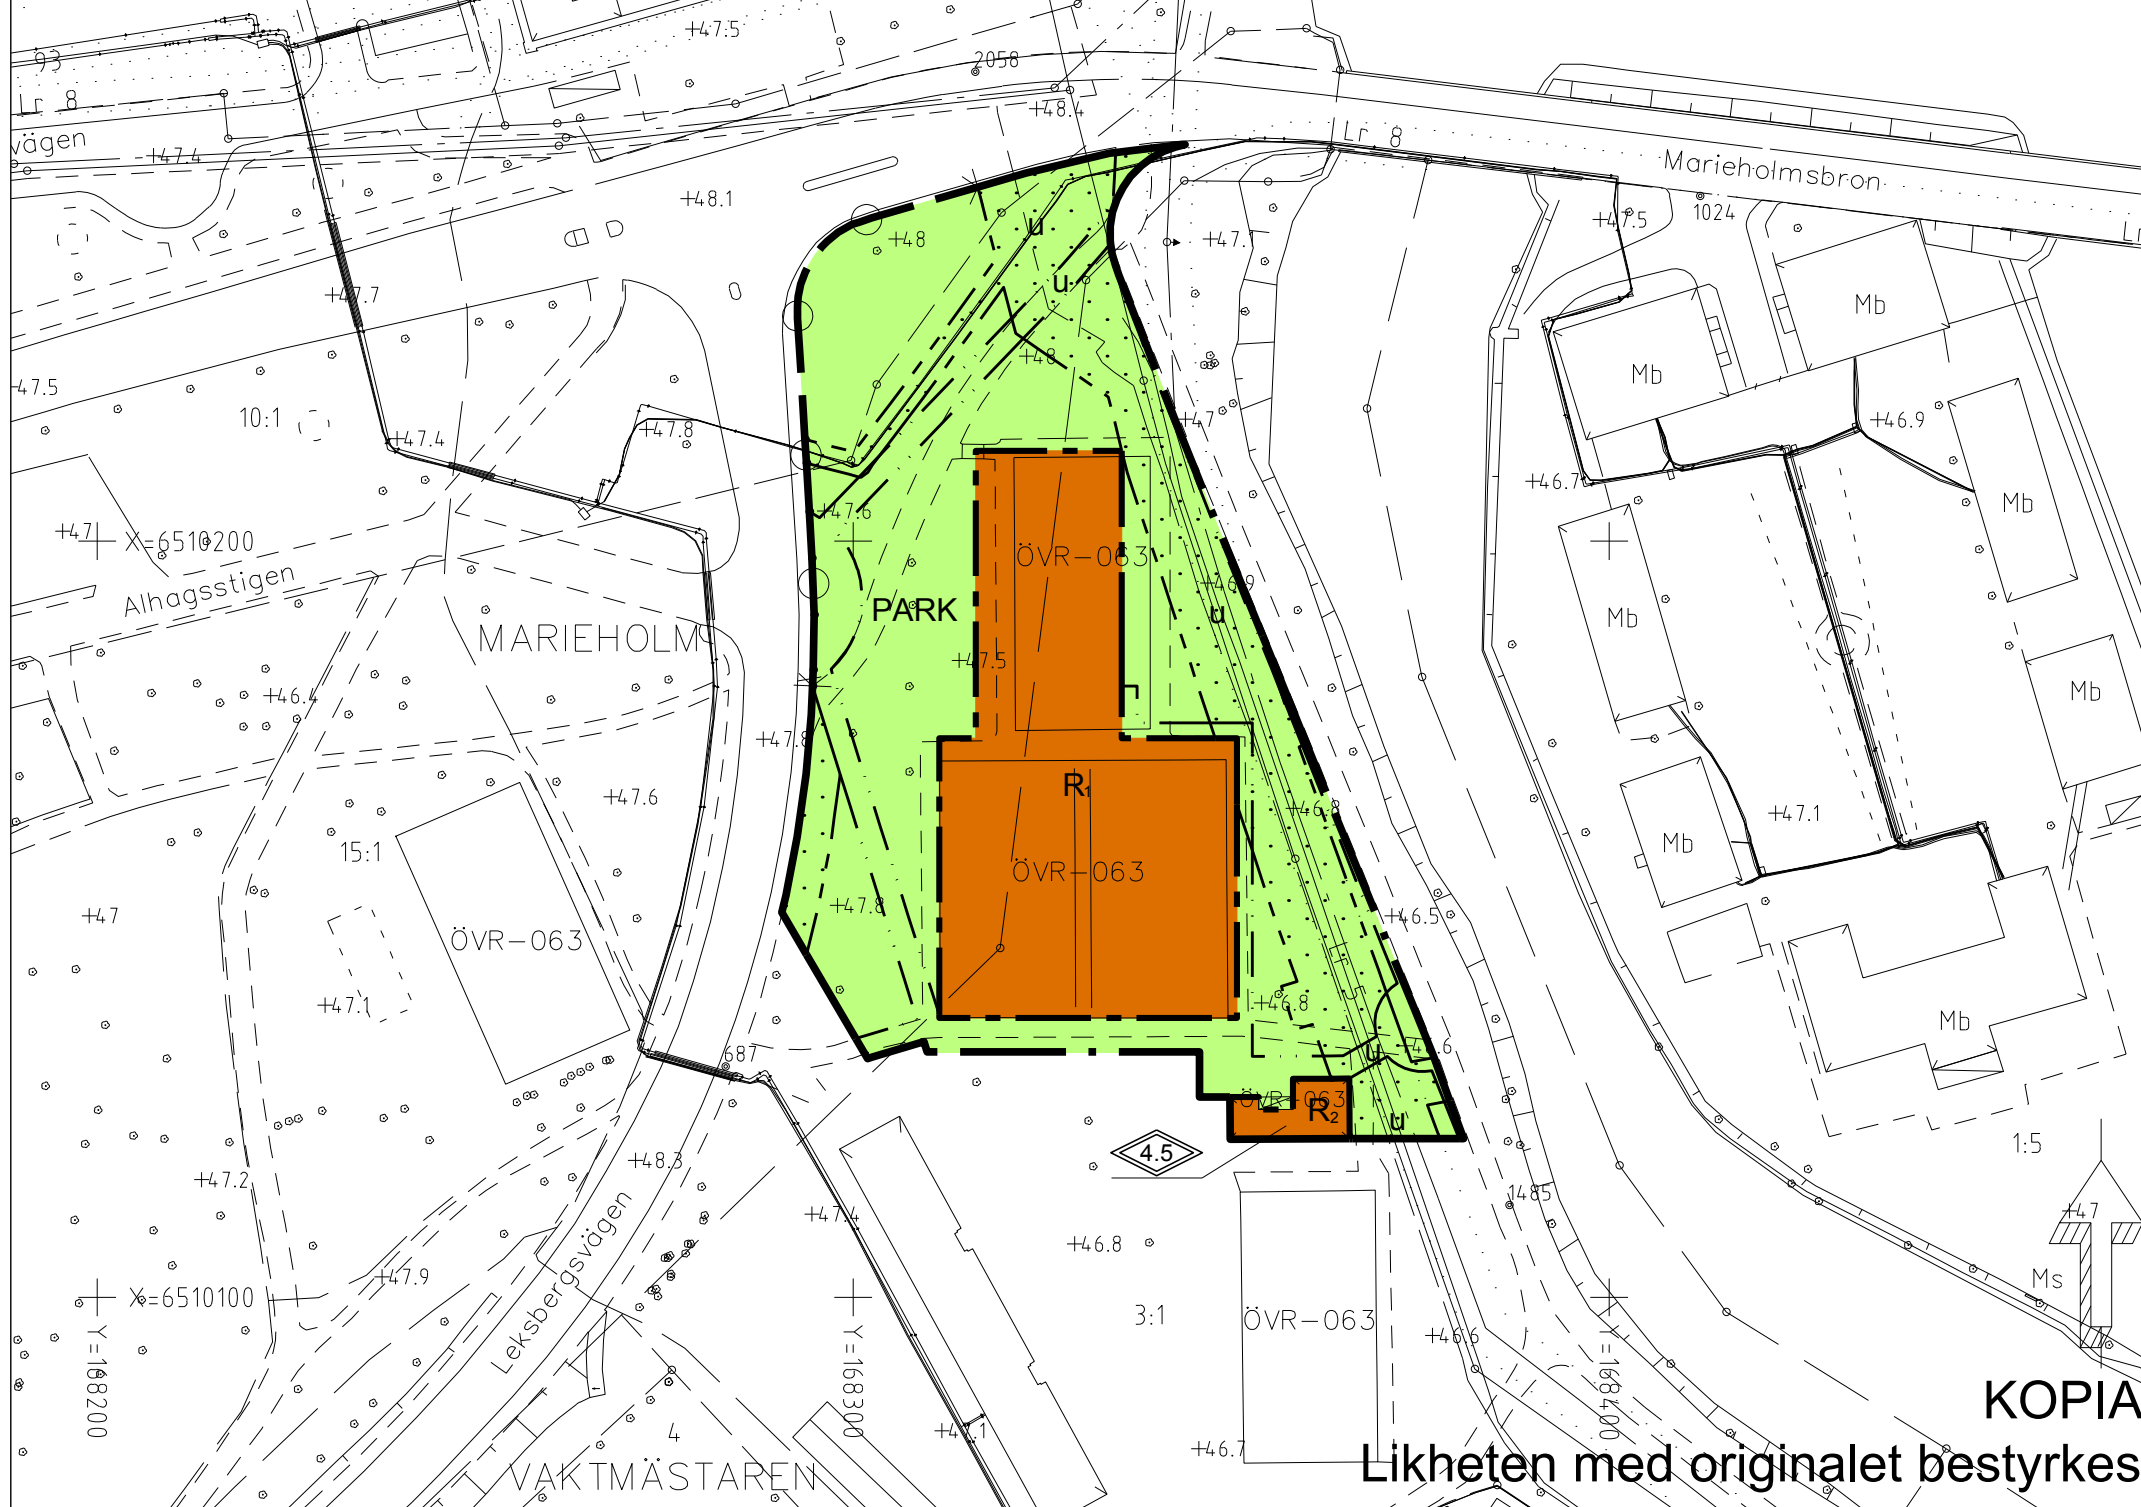 +47.5
93
2058
Lr 8
+48.4
vägen
+47.4
Lr 8
Marieholmsbron
+48.1
1024
+47.5
u
+48
+47.1
Lr
u
+47.7
Mb
+48
Mb
-47.5
10:1
+47.4
+47.8
+47
+46.9
+46.7
Mb
+47
X=6510200
+47.6
ÖVR-063
Alhagsstigen
+46.9
PARK
u
Mb
MARIEHOLM
+47.5
+46.4
Mb
+47.8
R1
+47.6
+46.8
+47.1
15:1
Mb
ÖVR-063
+47
+47.8
+46.5
ÖVR-063
Lr 5
+47.1
+46.8
Mb
687
u
ÖVR-063
R2
u
4.5
1:5
+48.3
+47.2
1485
+47.4
+47
+46.8
Leksbergsvägen
+47.9
Ms
X=6510100
3:1
ÖVR-063
+46.6
Y=168200
Y=168300
Y=168400
KOPIA
4
+46.7
Likheten med originalet bestyrkes
VAKTMÄSTAREN